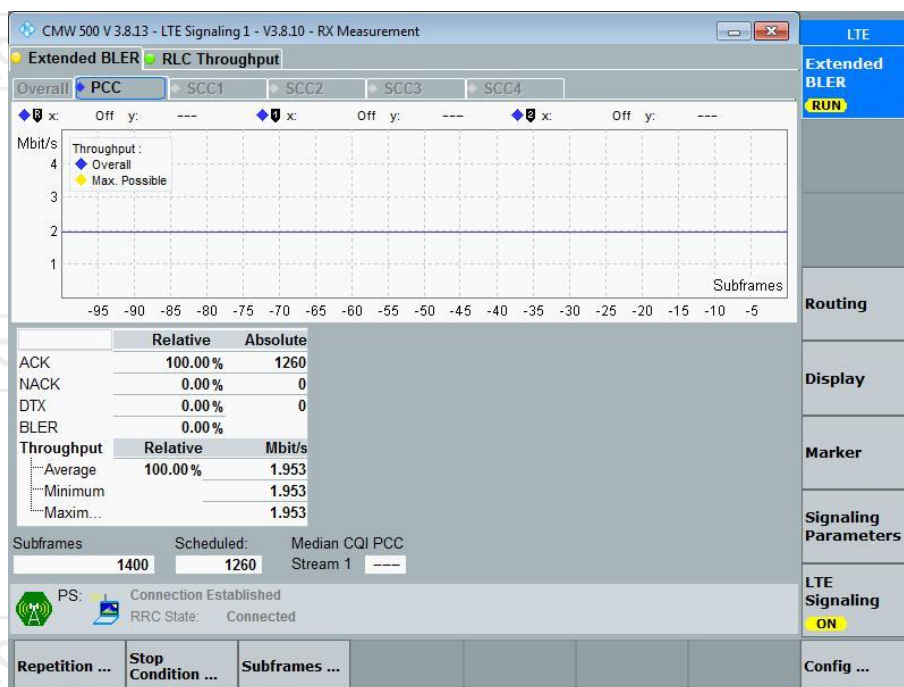 CMW 500 V 3.8.13 - LTE Signaling 1 - V3.8.10 - RX Measurement
LTE
Extended BLER RLC Throughput
Extended
BLER
RUN
Overall PCC SCC1 SCC2 SCC3 SCC4
R x: Off y: --- 1 x: Off y: --- 2 x: Off y: ---
Mbit/s
Throughput :
Overall
Max. Possible
4
3
2
1
Subframes
-95 -90 -85 -80 -75 -70 -65 -60 -55 -50 -45 -40 -35 -30 -25 -20 -15 -10 -5
Relative Absolute
ACK 100.00 % 1260
NACK 0.00 % 0
DTX 0.00 % 0
BLER 0.00 %
Throughput Relative Mbit/s
Average 100.00 % 1.953
Minimum 1.953
Maxim... 1.953
Subframes Scheduled: Median CQI PCC
1400 1260 Stream 1 ---
PS: Connection Established
RRC State: Connected
Routing
Display
Marker
Signaling
Parameters
LTE
Signaling
ON
Repetition ...
Stop
Condition ...
Subframes ...
Config ...